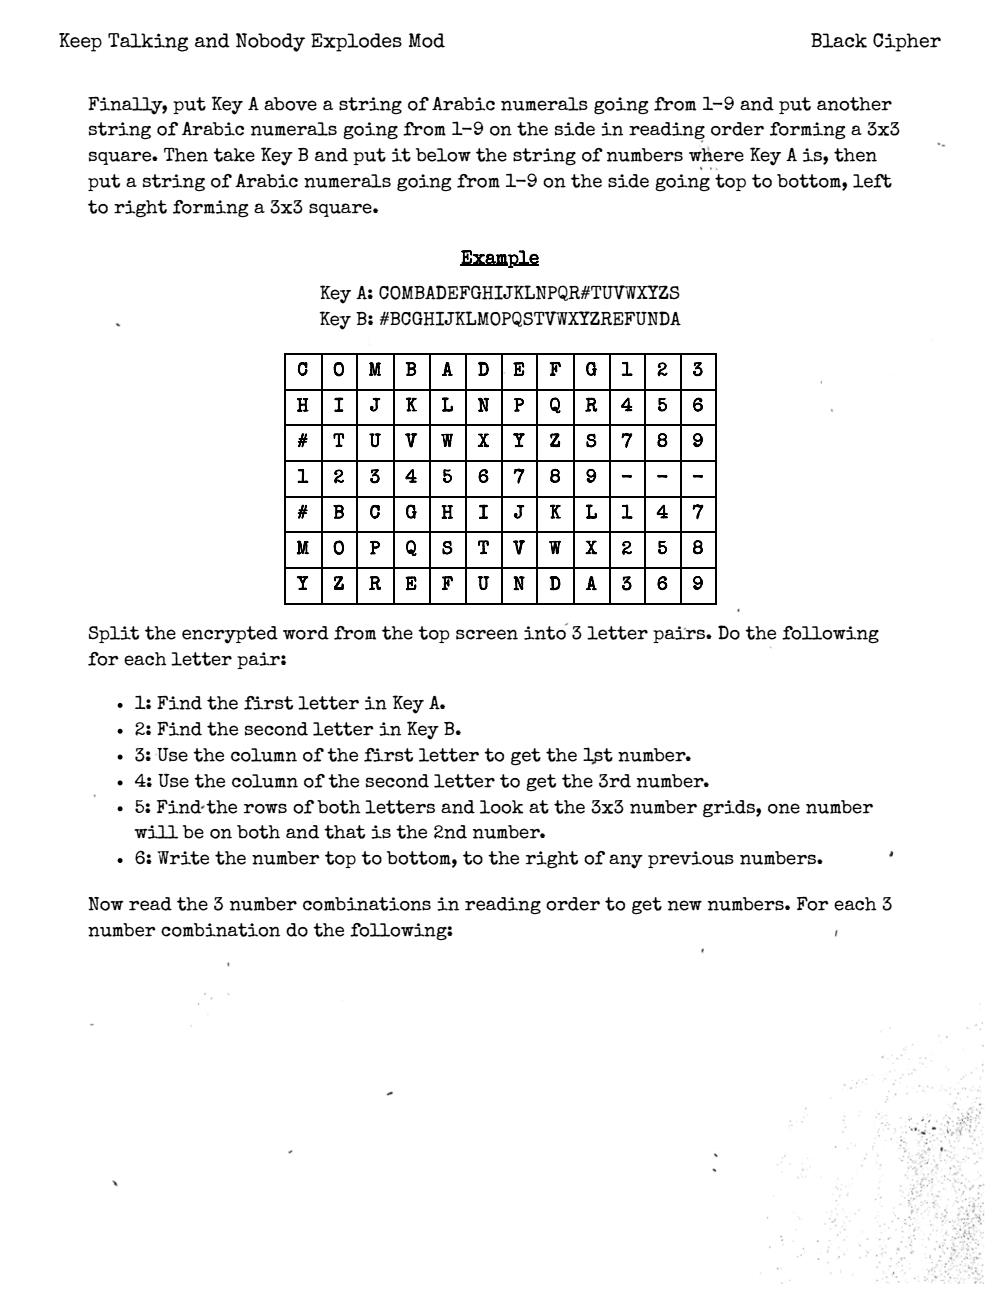 Keep Talking and Nobody Explodes Mod Black Cipher
Finally, put Key A above a string of Arabic numerals going from 1-9 and put another
string of Arabic numerals going from 1-9 on the side in reading order forming a 3x3
square. Then take Key B and put it below the string of numbers where Key A is, then
put a string of Arabic numerals going from 1-9 on the side going top to bottom, left
to right forming a 3x3 square.
Example
Key A: COMBADEFGHIJKLNPQR#TUVWXYZS
Key B: #BCGHIJKLMOPQSTVWXYZREFUNDA
C O M B A D E F G 1 2 3
H I J K L N P Q R 4 5 6
# T U V W X Y Z S 7 8 9
1 2 3 4 5 6 7 8 9 - - -
# B C G H I J K L 1 4 7
M O P Q S T V W X 2 5 8
Y Z R E F U N D A 3 6 9
Split the encrypted word from the top screen into 3 letter pairs. Do the following
for each letter pair:
• 1: Find the first letter in Key A.
• 2: Find the second letter in Key B.
• 3: Use the column of the first letter to get the 1st number.
• 4: Use the column of the second letter to get the 3rd number.
• 5: Find the rows of both letters and look at the 3x3 number grids, one number
will be on both and that is the 2nd number.
• 6: Write the number top to bottom, to the right of any previous numbers.
Now read the 3 number combinations in reading order to get new numbers. For each 3
number combination do the following: